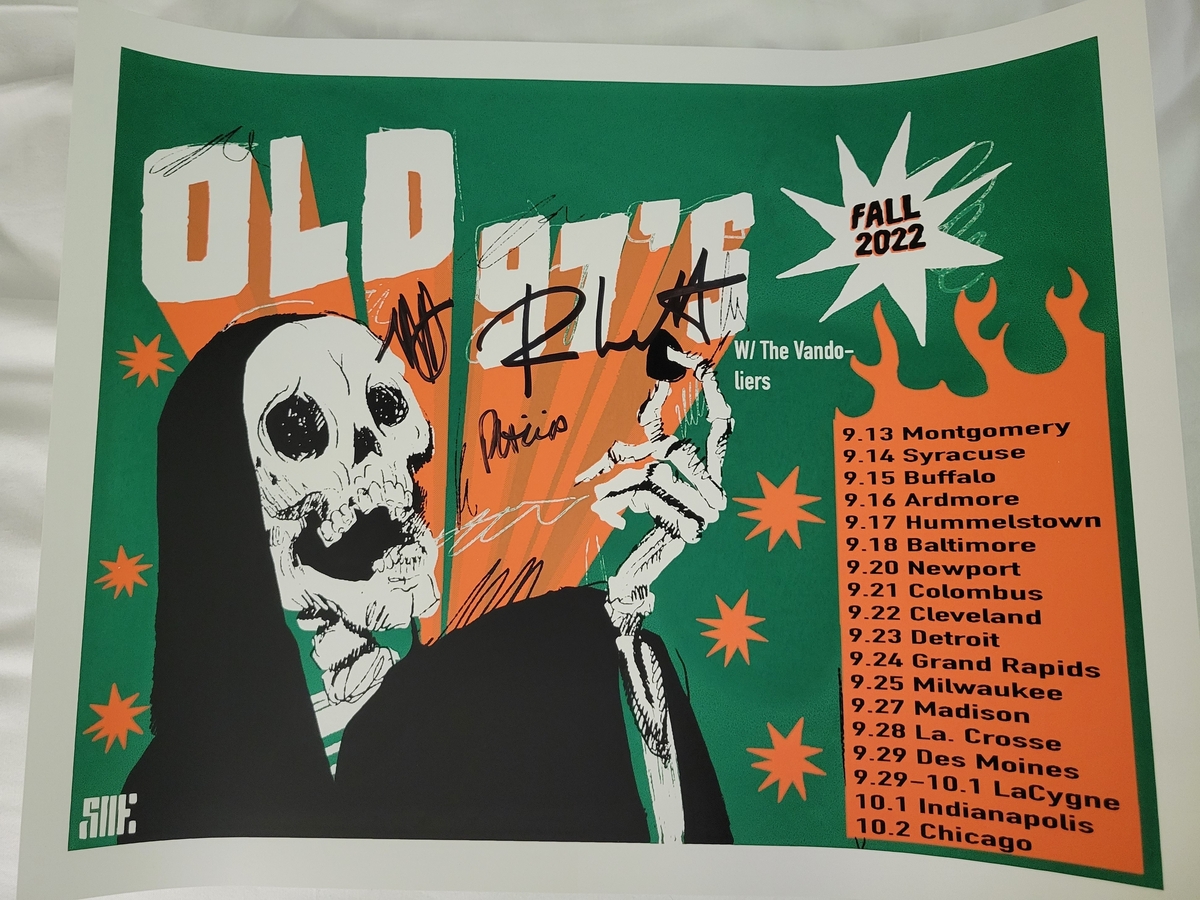 OLD 97'S
FALL
2022
W/ The Vando-
liers
9.13 Montgomery
9.14 Syracuse
9.15 Buffalo
9.16 Ardmore
9.17 Hummelstown
9.18 Baltimore
9.20 Newport
9.21 Colombus
9.22 Cleveland
9.23 Detroit
9.24 Grand Rapids
9.25 Milwaukee
9.27 Madison
9.28 La. Crosse
9.29 Des Moines
9.29-10.1 LaCygne
10.1 Indianapolis
10.2 Chicago